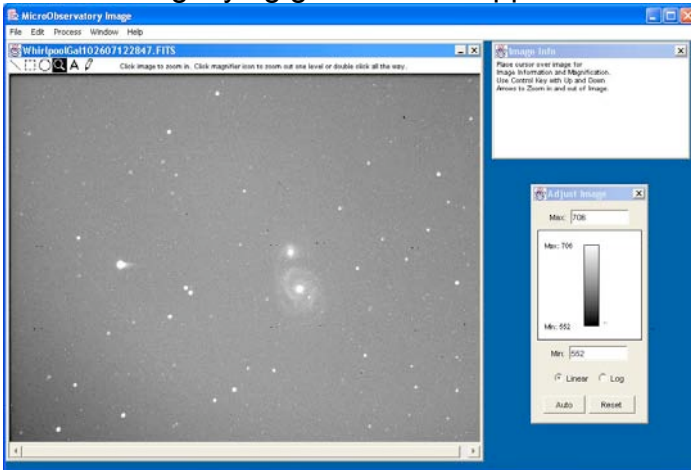 MicroObservatory Image
File Edit Process Window Help
WhirlpoolGal102607122847.FITS
A
Click image to zoom in. Click magnifier icon to zoom out one level or double click all the way.
Image Info
Place cursor over image for
Image Information and Magnification.
Use Control Key with Up and Down
Arrows to Zoom in and out of Image.
Adjust Image
Max: 706
Max: 706
Min: 552
Min: 552
Linear Log
Auto Reset